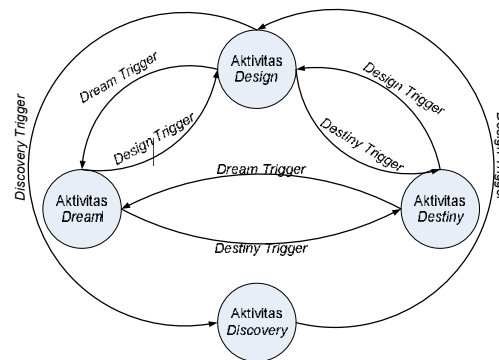 Aktivitas
Design
Dream Trigger
Design Trigger
Discovery Trigger
Design Trigger
Destiny Trigger
Dream Trigger
Aktivitas
Dream
Aktivitas
Destiny
Destiny Trigger
Aktivitas
Discovery